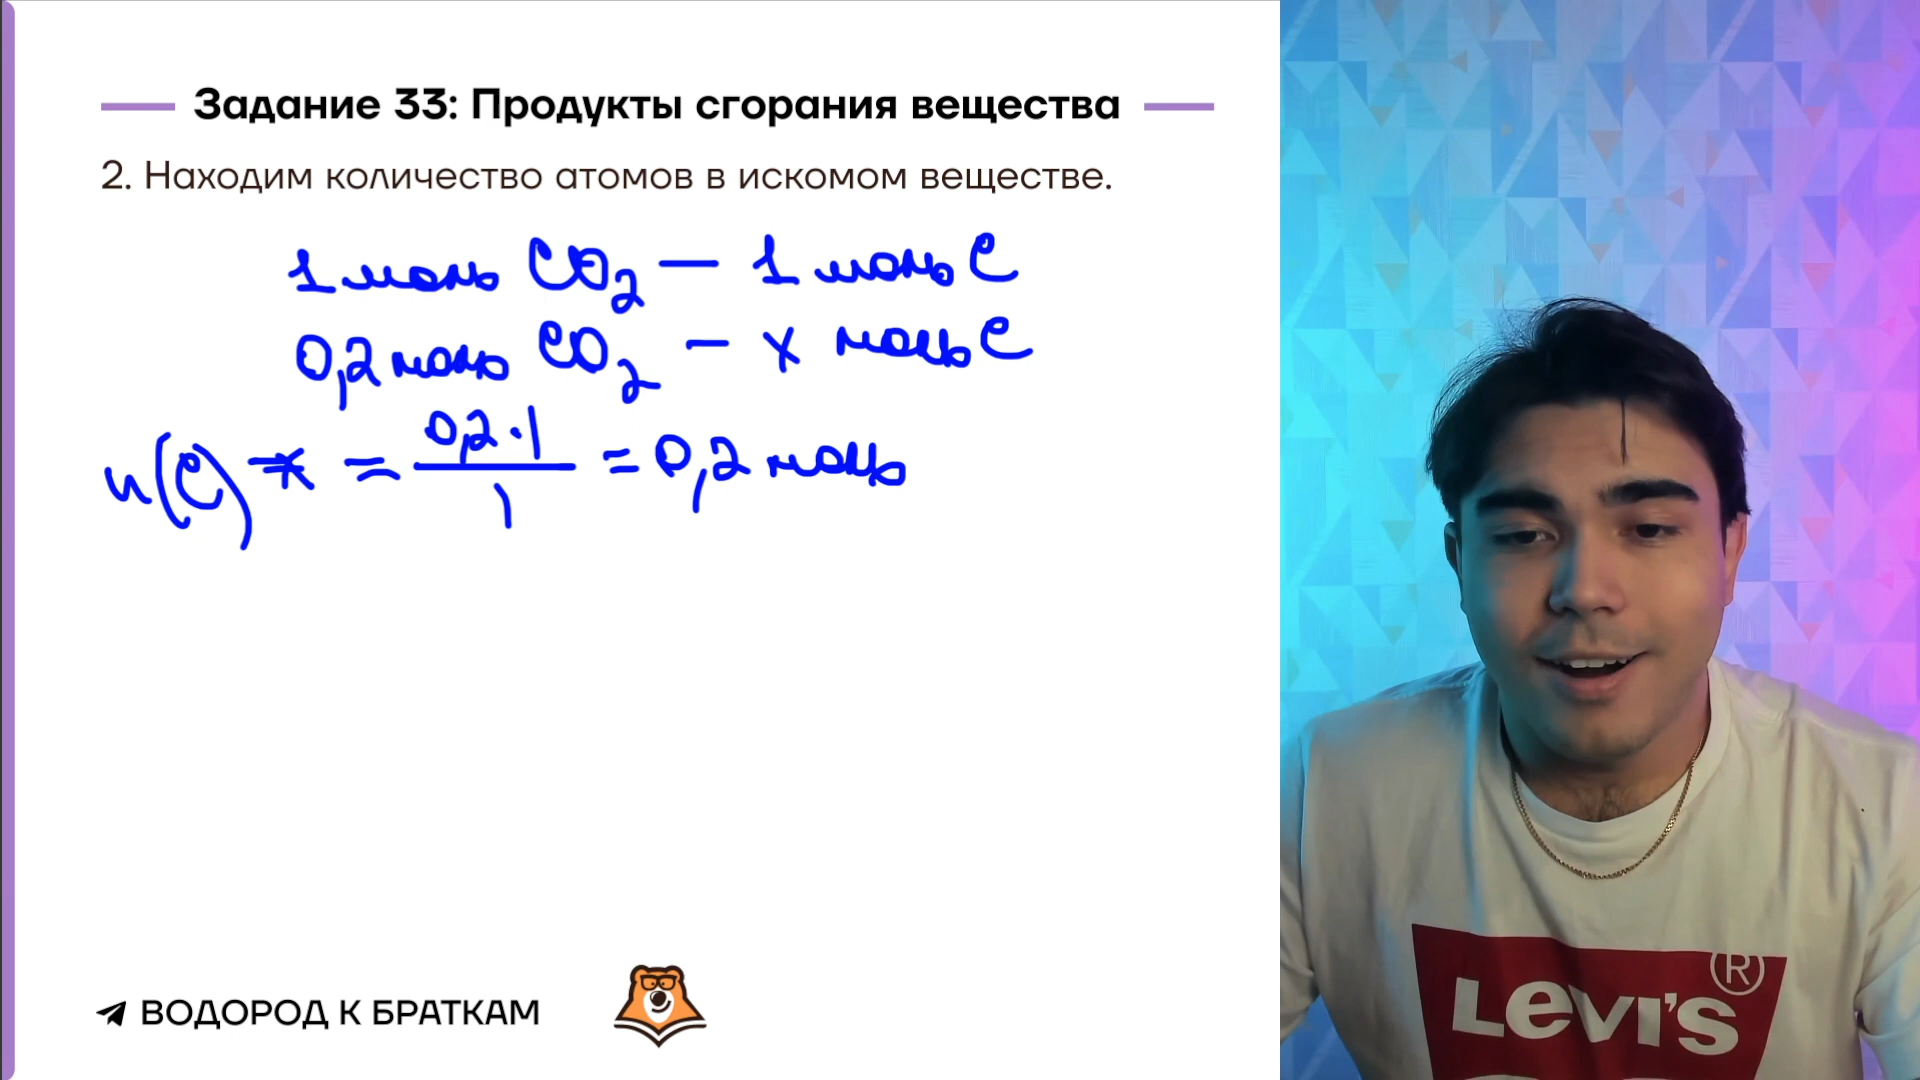 Задание 33: Продукты сгорания вещества
2. Находим количество атомов в искомом веществе.
1 моль CO2 — 1 моль C
0,2 моль CO2 — x моль C
n(C) = x = 0,2·1 / 1 = 0,2 моль
ВОДОРОД К БРАТКАМ
LEVI'S ®